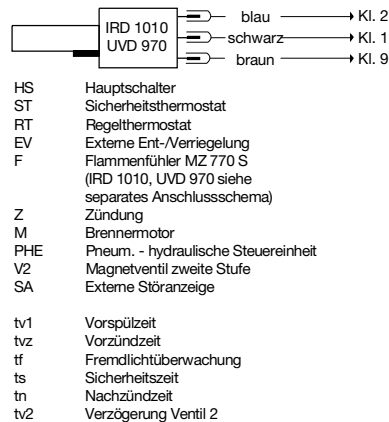 IRD 1010
UVD 970
blau Kl. 2
schwarz Kl. 1
braun Kl. 9
HS Hauptschalter
ST Sicherheitsthermostat
RT Regelthermostat
EV Externe Ent-/Verriegelung
F Flammenfühler MZ 770 S
(IRD 1010, UVD 970 siehe
separates Anschlussschema)
Z Zündung
M Brennermotor
PHE Pneum. - hydraulische Steuereinheit
V2 Magnetventil zweite Stufe
SA Externe Störanzeige
tv1 Vorspülzeit
tvz Vorzündzeit
tf Fremdlichtüberwachung
ts Sicherheitszeit
tn Nachzündzeit
tv2 Verzögerung Ventil 2